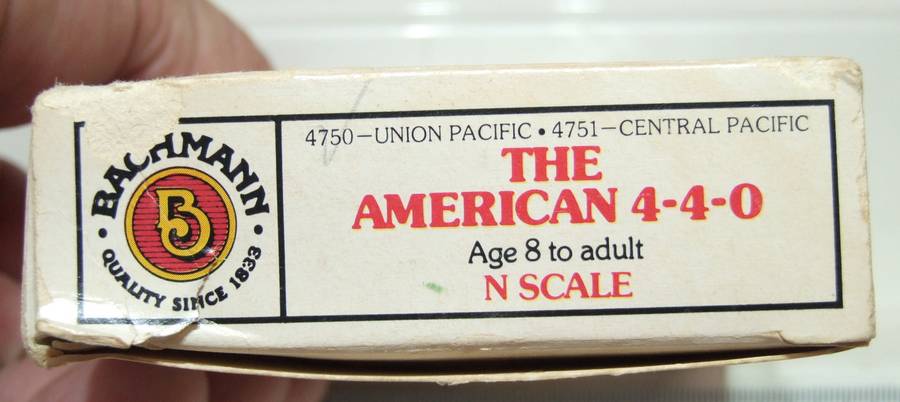 BACHMANN
B
• QUALITY SINCE 1833 •
4750—UNION PACIFIC • 4751—CENTRAL PACIFIC
THE
AMERICAN 4-4-0
Age 8 to adult
N SCALE